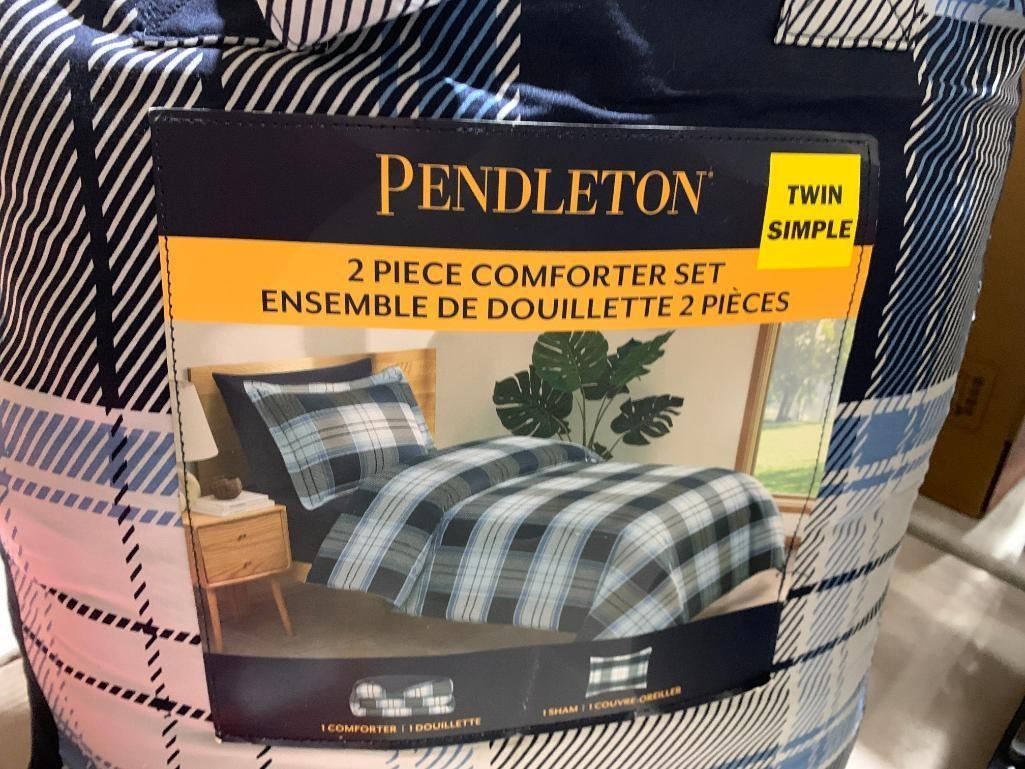 PENDLETON
TWIN
SIMPLE
2 PIECE COMFORTER SET
ENSEMBLE DE DOUILLETTE 2 PIÈCES
1 COMFORTER | 1 DOUILLETTE
1 SHAM | 1 COUVRE-OREILLER